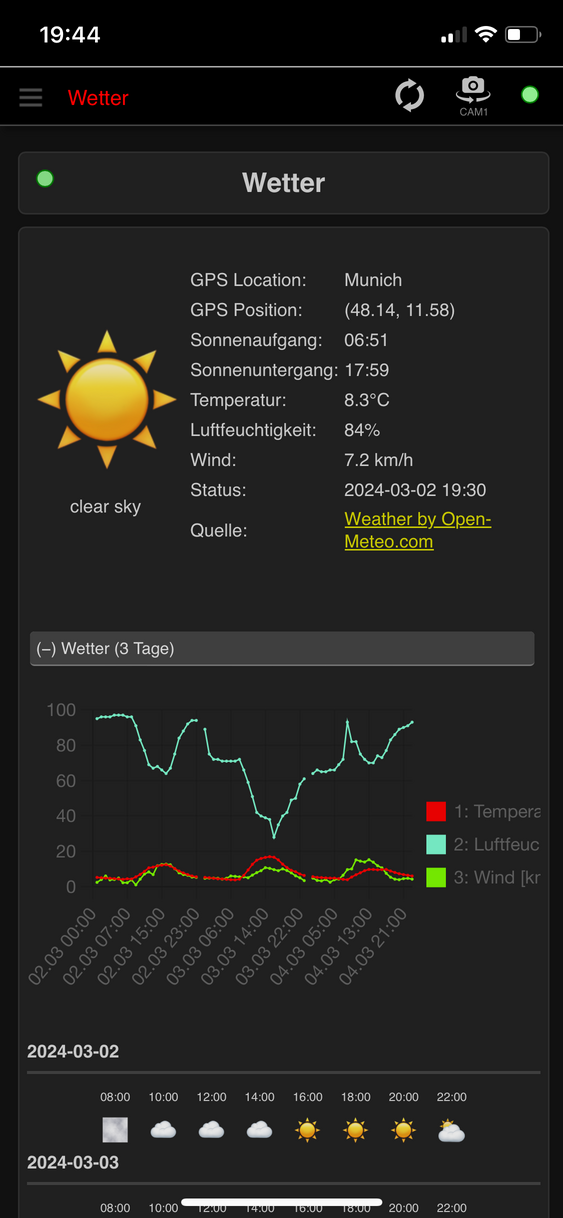 19:44
Wetter
CAM1
Wetter
GPS Location: Munich
GPS Position: (48.14, 11.58)
Sonnenaufgang: 06:51
Sonnenuntergang: 17:59
Temperatur: 8.3°C
Luftfeuchtigkeit: 84%
Wind: 7.2 km/h
Status: 2024-03-02 19:30
Quelle: Weather by Open-
Meteo.com
clear sky
(−) Wetter (3 Tage)
100
80
60
40
20
0
1: Tempera
2: Luftfeuc
3: Wind [kr
02.03 00:00
02.03 07:00
02.03 15:00
02.03 23:00
03.03 06:00
03.03 14:00
03.03 22:00
04.03 05:00
04.03 13:00
04.03 21:00
2024-03-02
08:00 10:00 12:00 14:00 16:00 18:00 20:00 22:00
2024-03-03
08:00 10:00 12:00 14:00 16:00 18:00 20:00 22:00